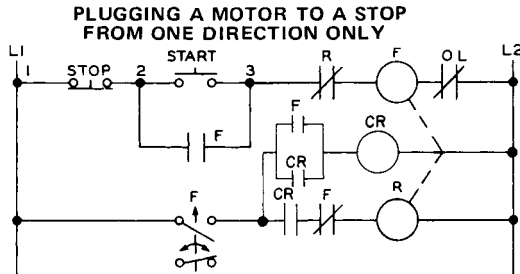 PLUGGING A MOTOR TO A STOP
FROM ONE DIRECTION ONLY
L1 L2
1 STOP 2 START 3 R F OL
F
F
CR
CR
CR F R
F